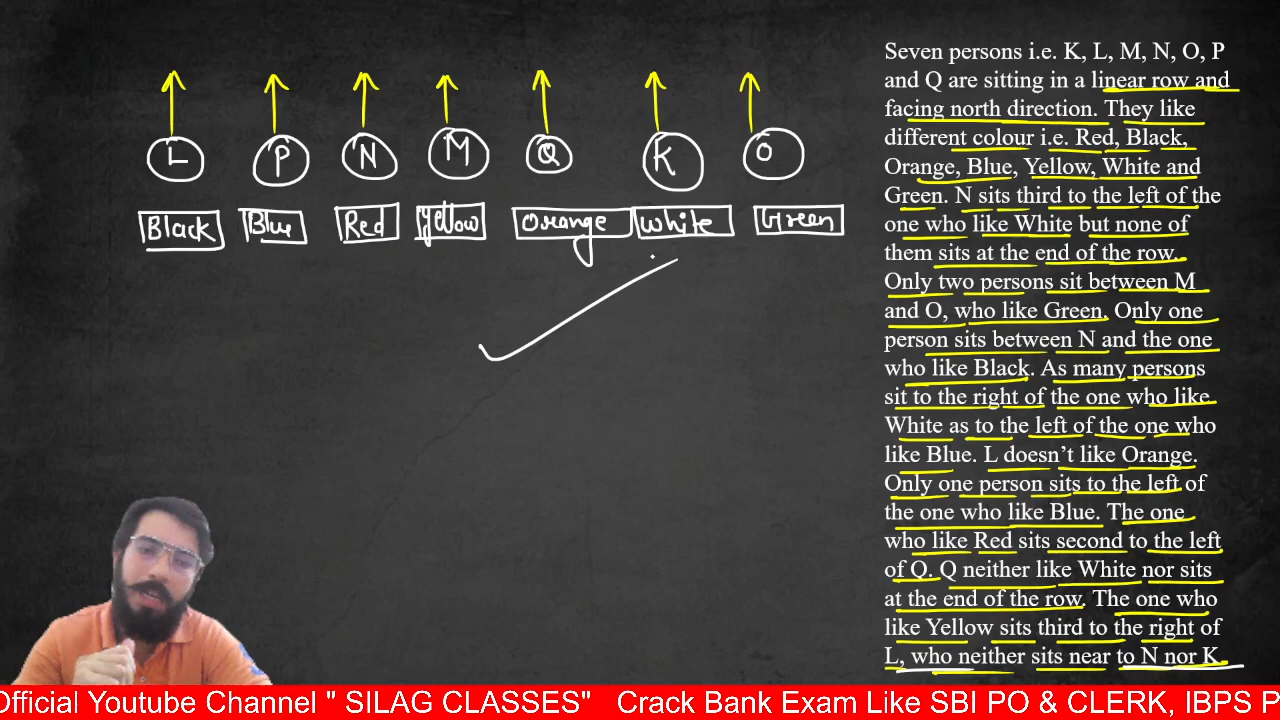 L P N M Q K O
Black Blue Red Yellow Orange White Green
Seven persons i.e. K, L, M, N, O, P
and Q are sitting in a linear row and
facing north direction. They like
different colour i.e. Red, Black,
Orange, Blue, Yellow, White and
Green. N sits third to the left of the
one who like White but none of
them sits at the end of the row.
Only two persons sit between M
and O, who like Green. Only one
person sits between N and the one
who like Black. As many persons
sit to the right of the one who like
White as to the left of the one who
like Blue. L doesn’t like Orange.
Only one person sits to the left of
the one who like Blue. The one
who like Red sits second to the left
of Q. Q neither like White nor sits
at the end of the row. The one who
like Yellow sits third to the right of
L, who neither sits near to N nor K.
Official Youtube Channel " SILAG CLASSES" Crack Bank Exam Like SBI PO & CLERK, IBPS P